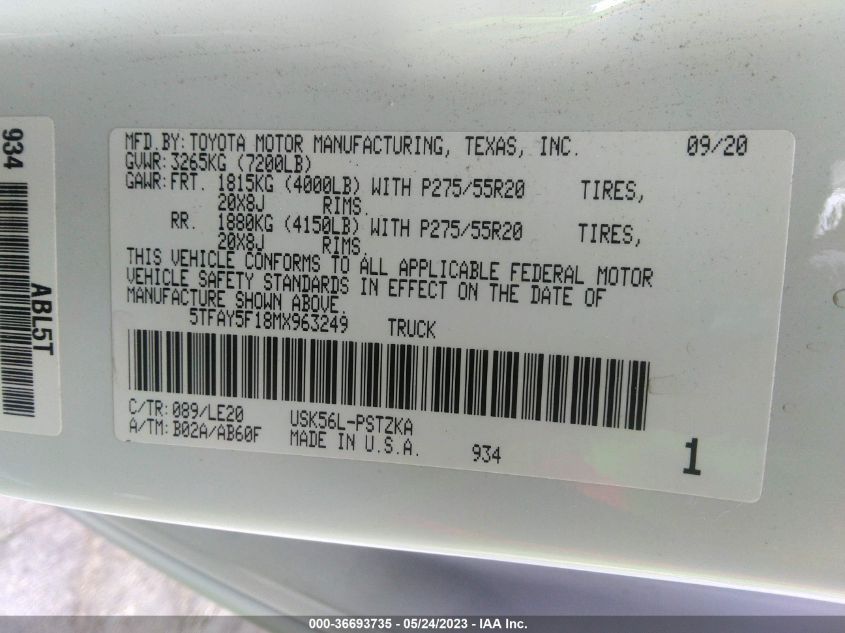 MFD.BY: TOYOTA MOTOR MANUFACTURING, TEXAS, INC. 09/20
GVWR: 3265KG (7200LB)
GAWR: FRT. 1815KG (4000LB) WITH P275/55R20 TIRES,
20X8J RIMS.
RR. 1880KG (4150LB) WITH P275/55R20 TIRES,
20X8J RIMS.
THIS VEHICLE CONFORMS TO ALL APPLICABLE FEDERAL MOTOR
VEHICLE SAFETY STANDARDS IN EFFECT ON THE DATE OF
MANUFACTURE SHOWN ABOVE.
5TFAY5F18MX963249 TRUCK
C/TR: 089/LE20 USK56L-PSTZKA
A/TM: B02A/AB60F MADE IN U.S.A. 934 1
934
ABL5T
000-36693735 - 05/24/2023 - IAA Inc.